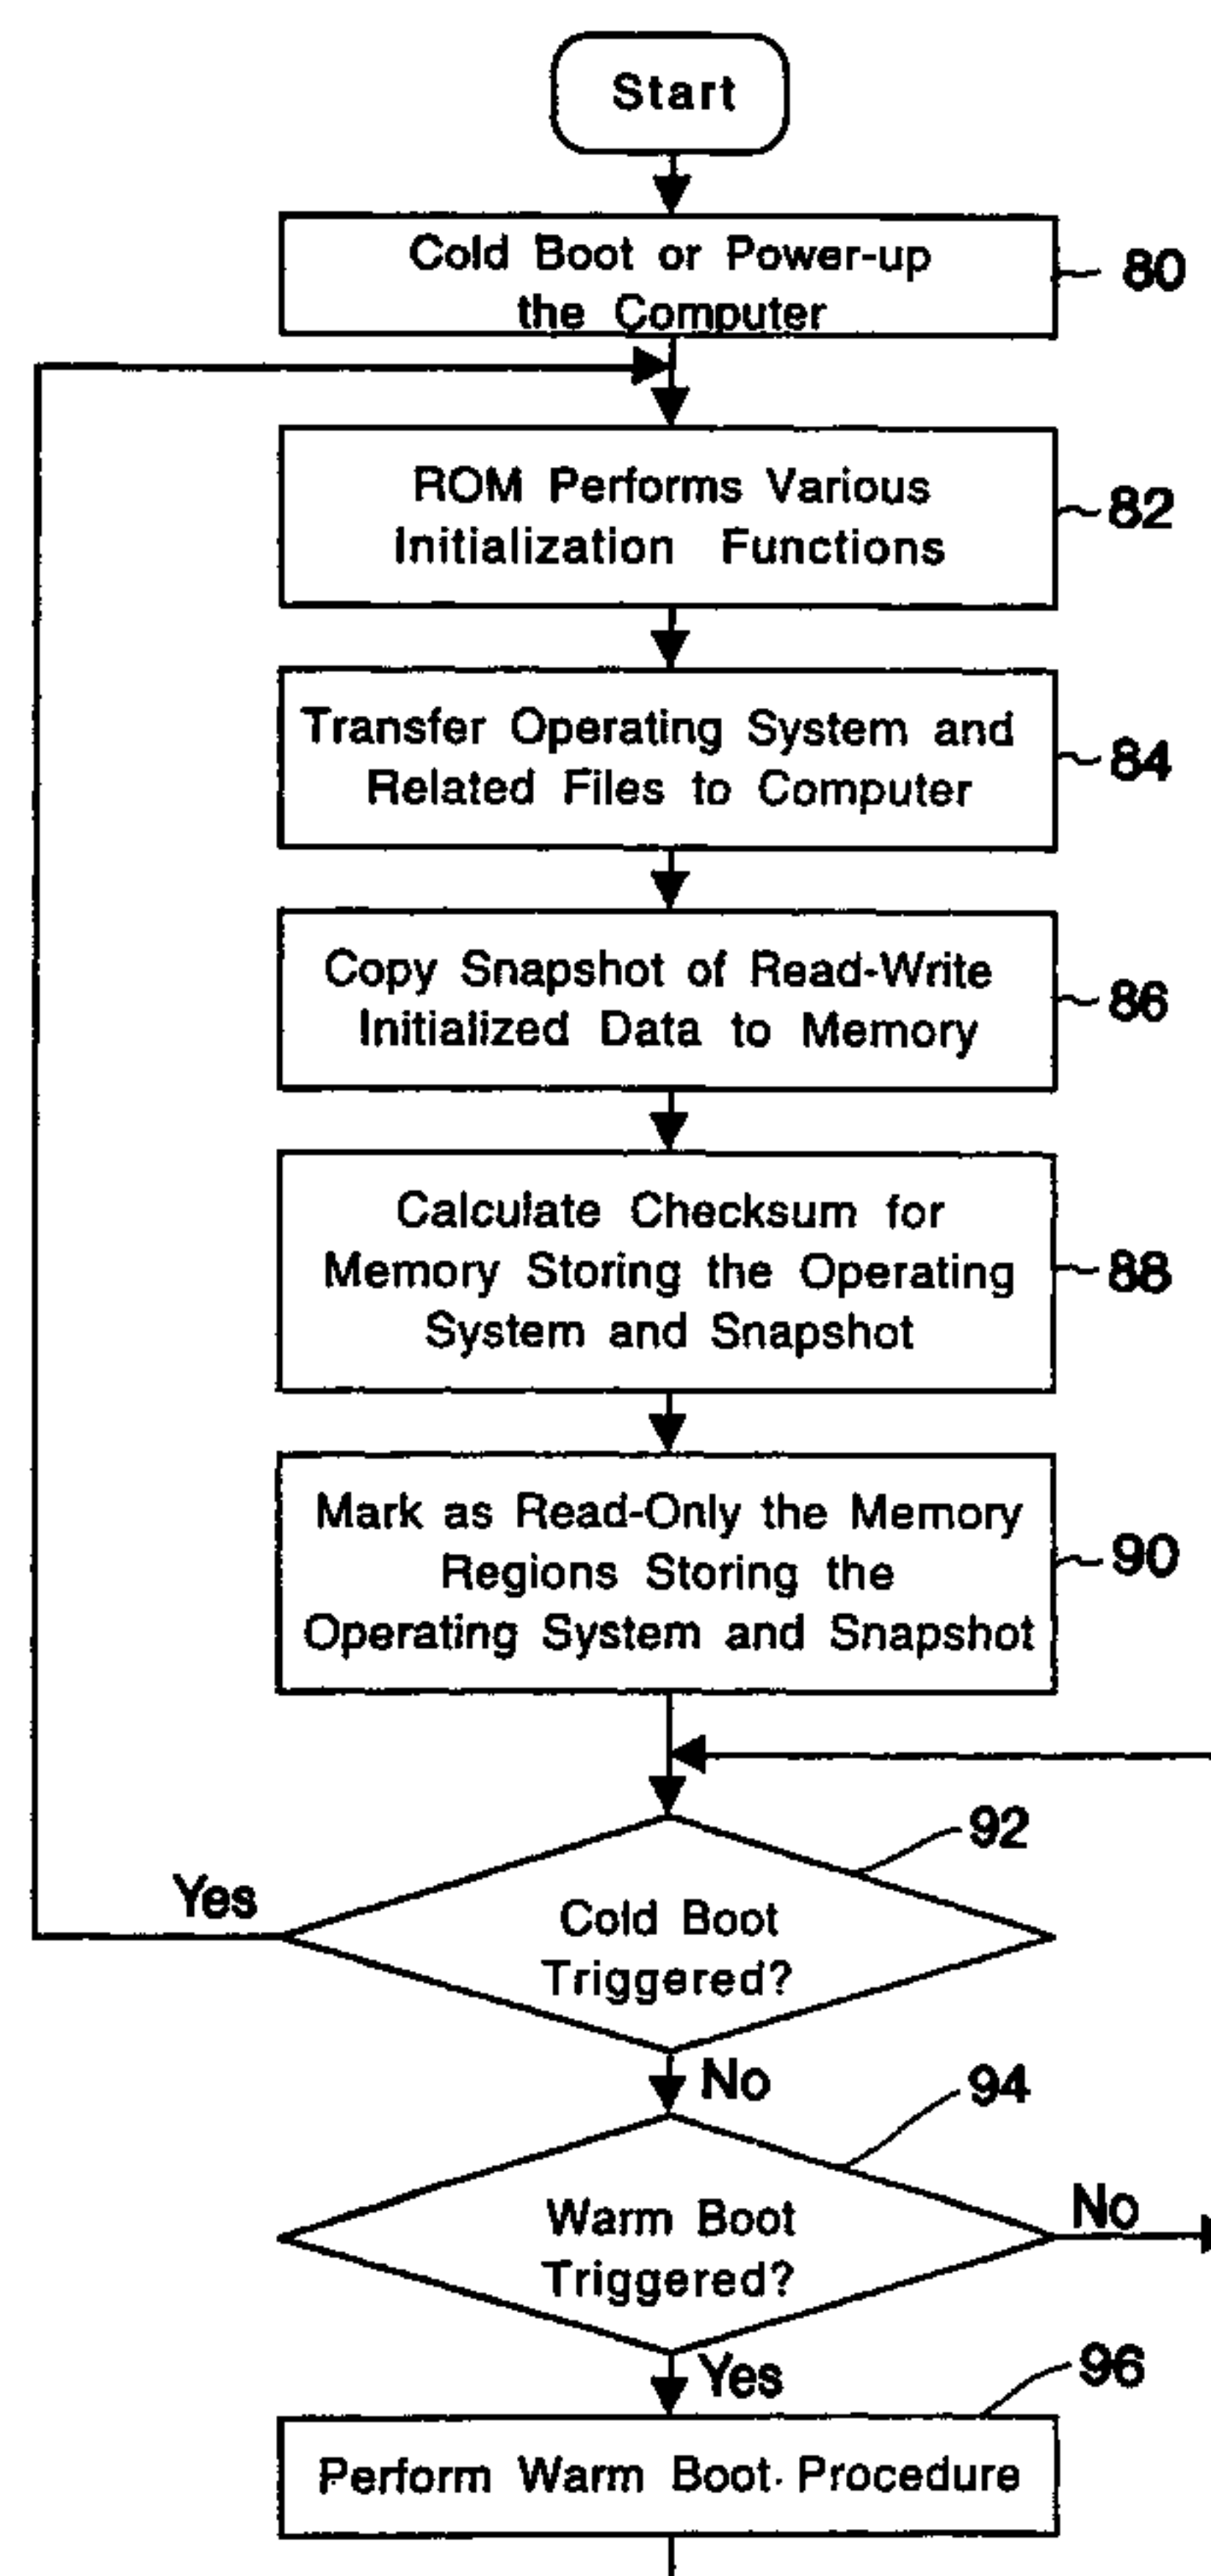 Start
Cold Boot or Power-up
the Computer
80
ROM Performs Various
Initialization Functions
82
Transfer Operating System and
Related Files to Computer
84
Copy Snapshot of Read-Write
Initialized Data to Memory
86
Calculate Checksum for
Memory Storing the Operating
System and Snapshot
88
Mark as Read-Only the Memory
Regions Storing the
Operating System and Snapshot
90
92
Yes
Cold Boot
Triggered?
No
94
Warm Boot
Triggered?
No
Yes
96
Perform Warm Boot Procedure